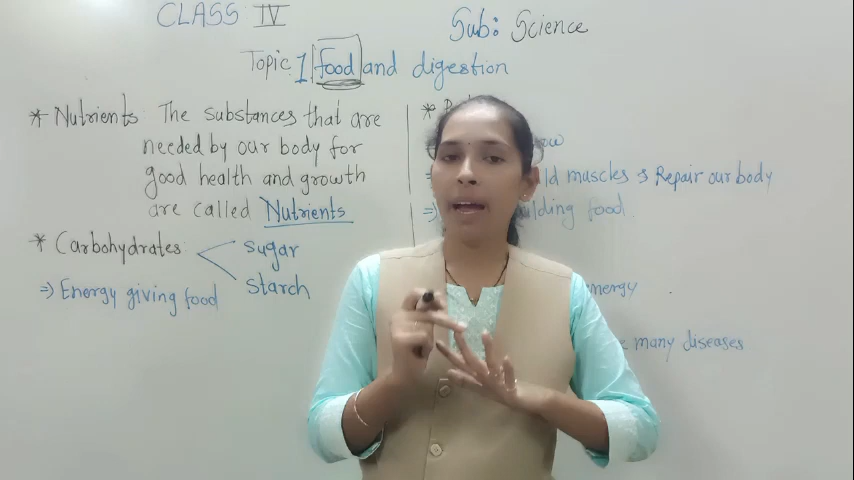 CLASS IV
Sub: Science
Topic: 1 food and digestion
* Nutrients: The substances that are
needed by our body for
good health and growth
are called Nutrients
* Carbohydrates
sugar
starch
=> Energy giving food
*
=> muscles => Repair our body
=> food
energy
many diseases